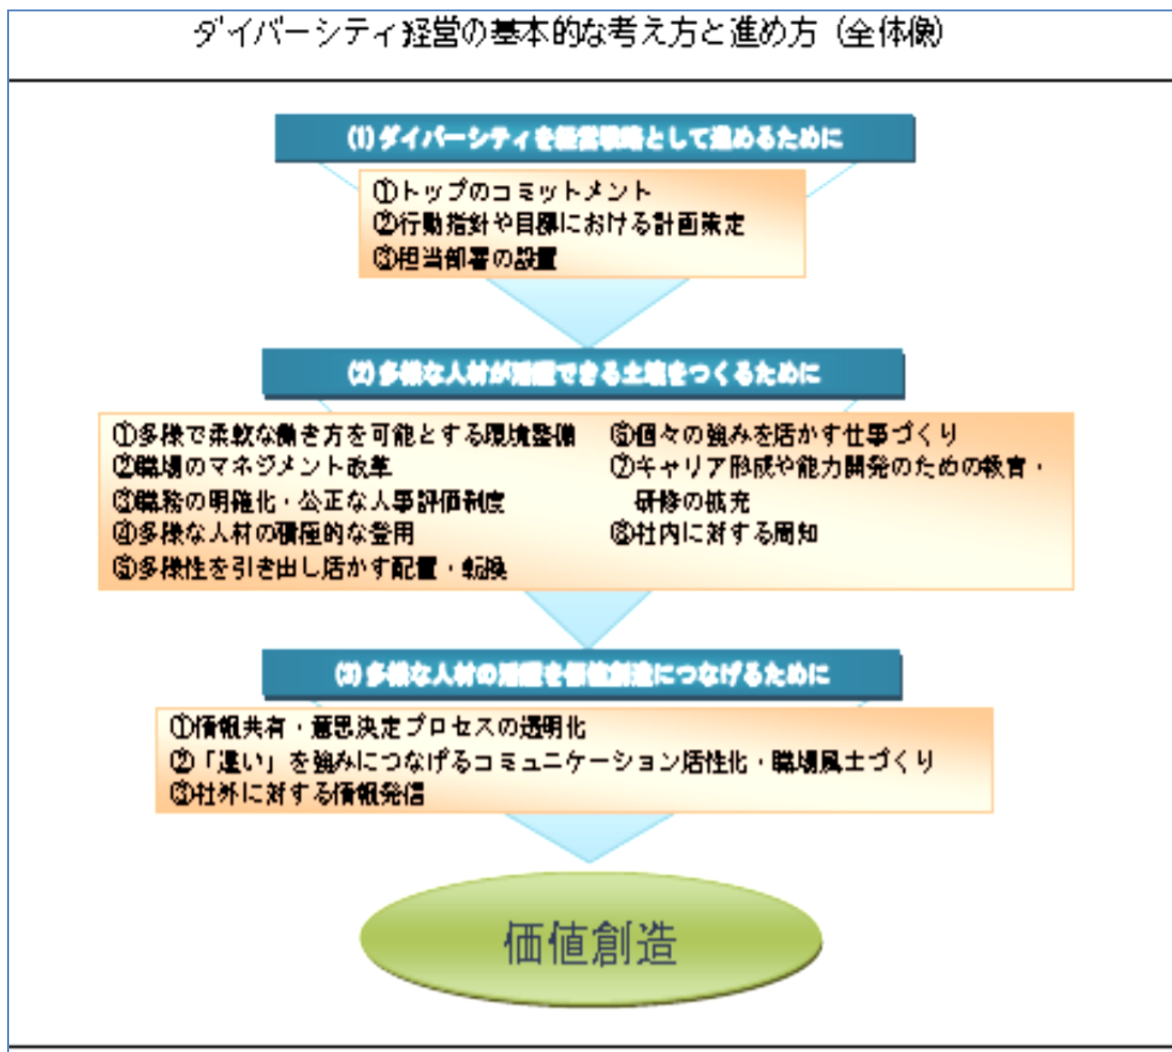 ダイバーシティ経営の基本的な考え方と進め方（全体像）
(1) ダイバーシティを経営戦略として進めるために
①トップのコミットメント
②行動指針や目標における計画策定
③担当部署の設置
(2) 多様な人材が活躍できる土壌をつくるために
①多様で柔軟な働き方を可能とする環境整備
②職場のマネジメント改革
③職務の明確化・公正な人事評価制度
④多様な人材の積極的な登用
⑤多様性を引き出し活かす配置・転換
⑥個々の強みを活かす仕事づくり
⑦キャリア形成や能力開発のための教育・
研修の拡充
⑧社内に対する周知
(3) 多様な人材の活躍を価値創造につなげるために
①情報共有・意思決定プロセスの透明化
②「違い」を強みにつなげるコミュニケーション活性化・職場風土づくり
③社外に対する情報発信
価値創造